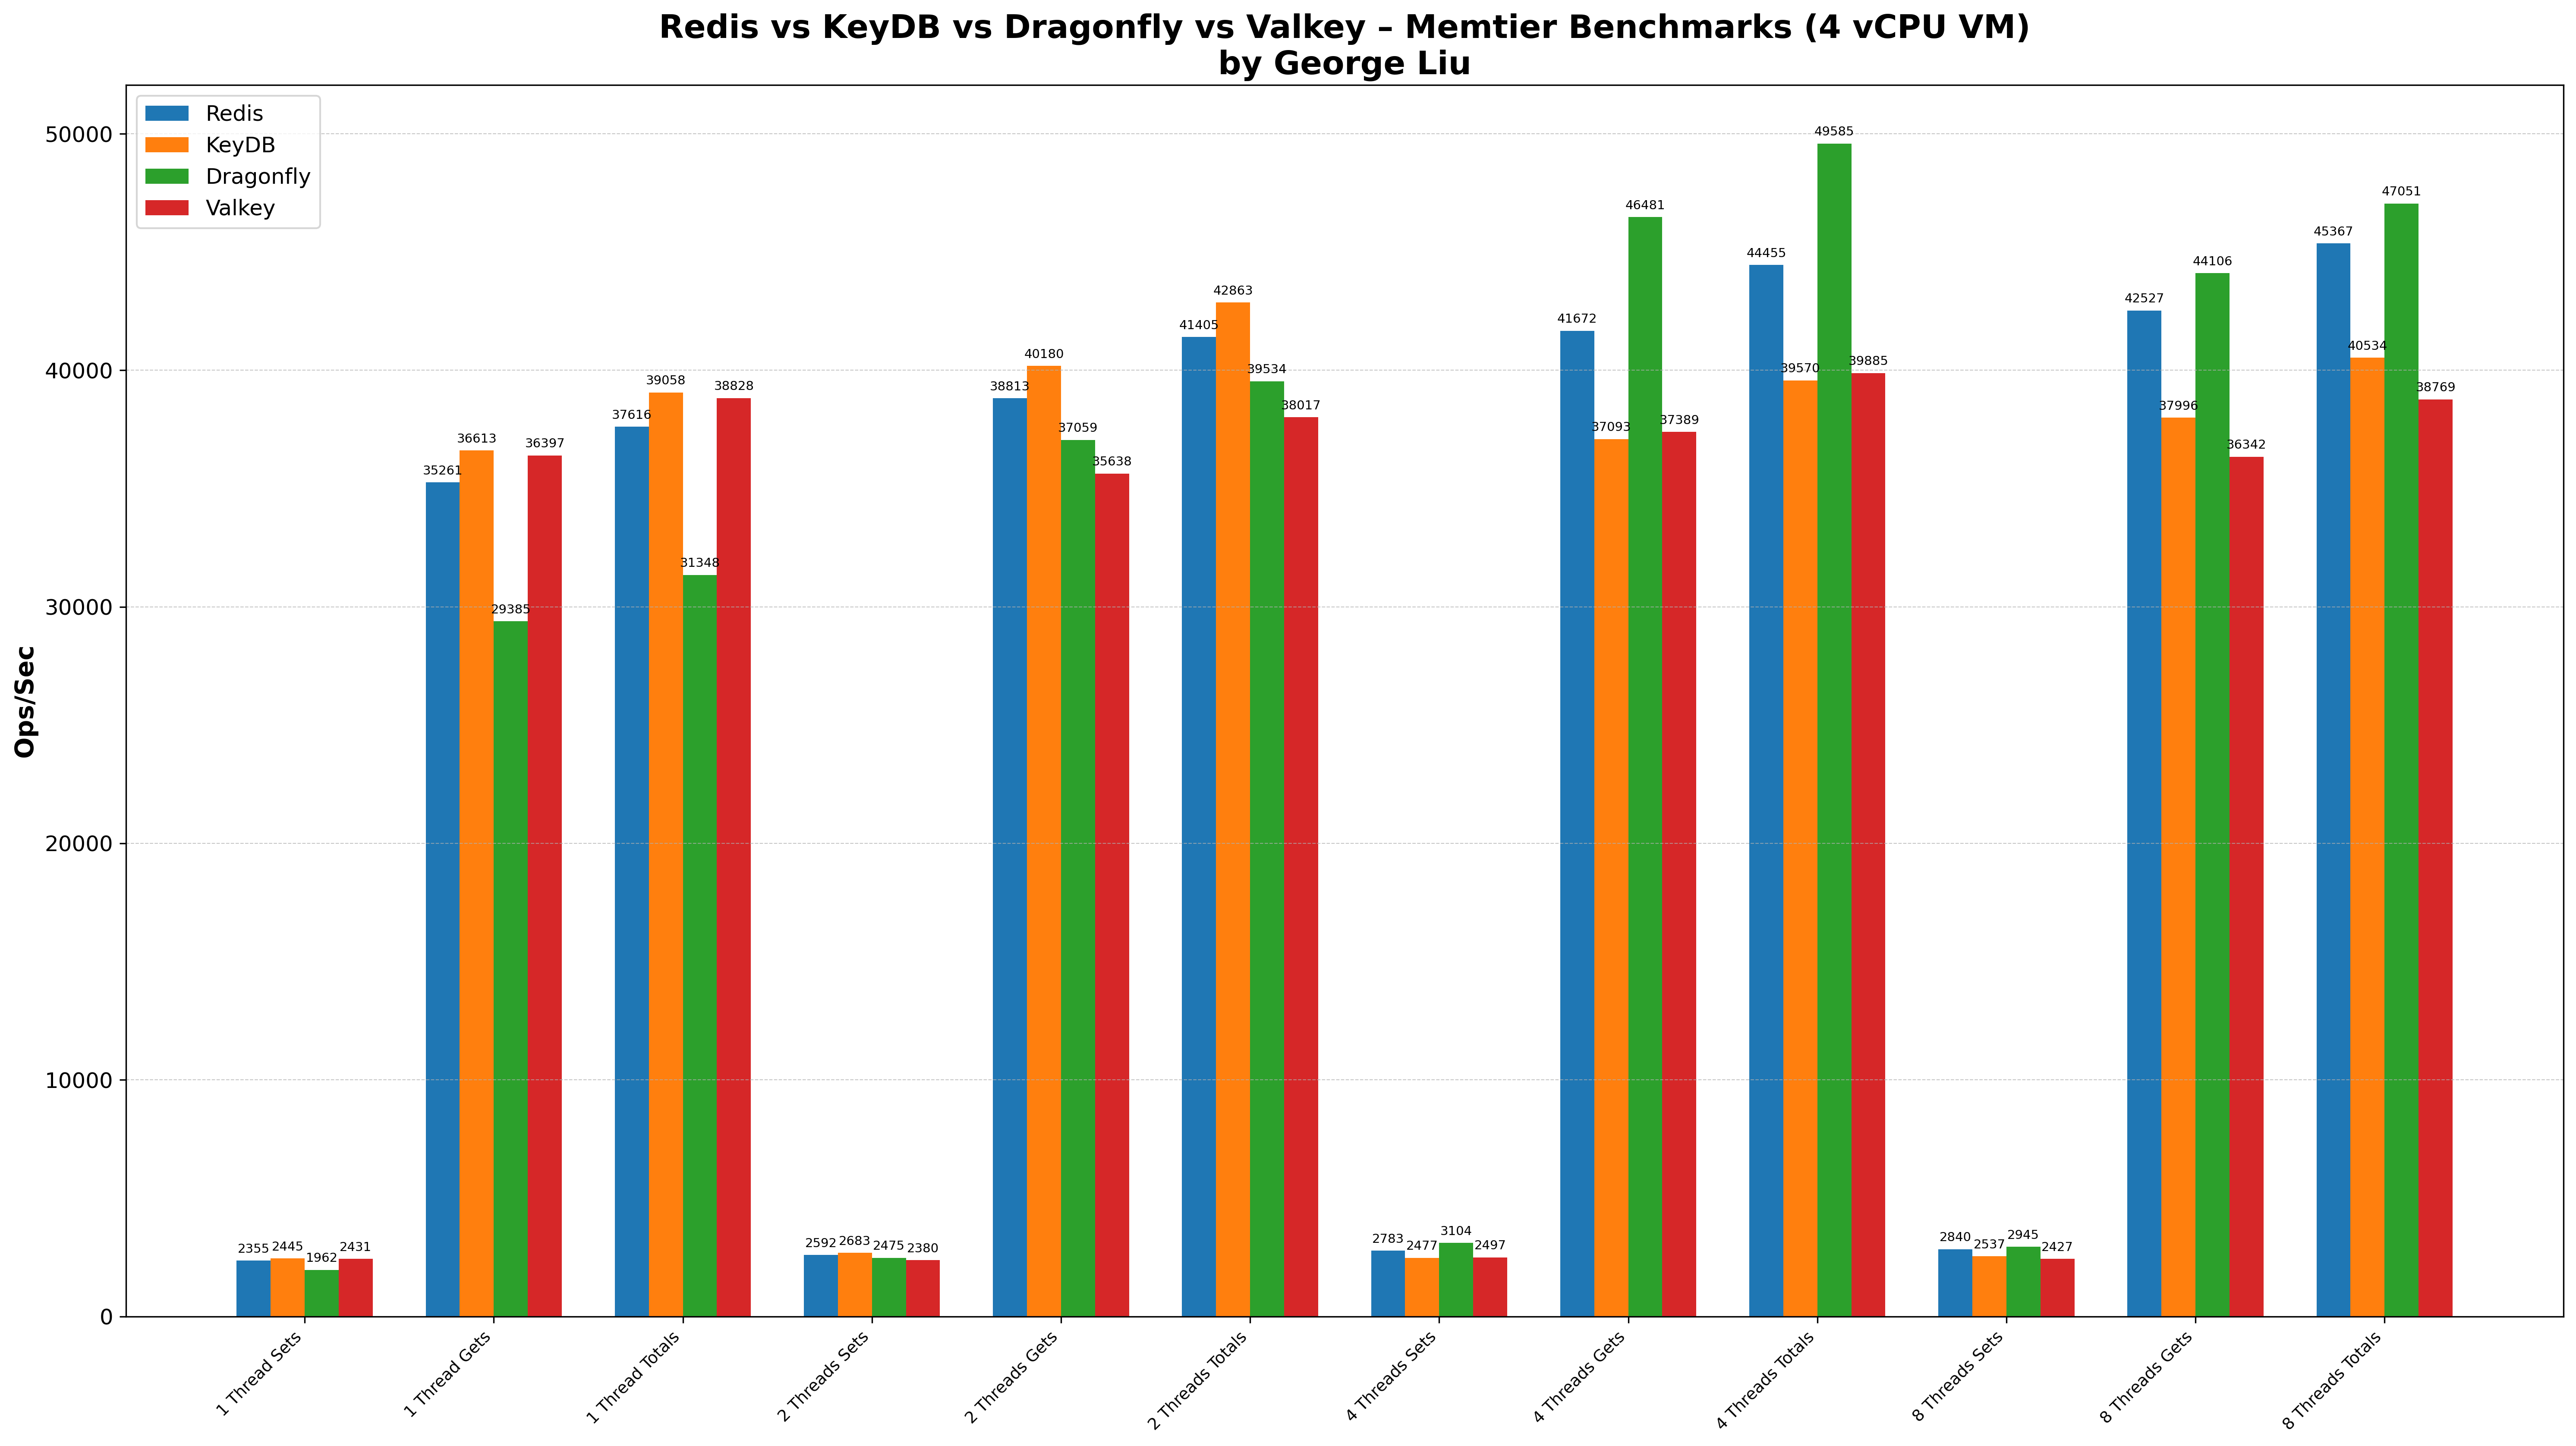 Redis vs KeyDB vs Dragonfly vs Valkey – Memtier Benchmarks (4 vCPU VM)
by George Liu
Redis
KeyDB
Dragonfly
Valkey
Ops/Sec
50000
40000
30000
20000
10000
0
2355 2445 1962 2431
35261 36613 29385 36397
37616 39058 31348 38828
2592 2683 2475 2380
38813 40180 37059 35638
41405 42863 39534 38017
2783 2477 3104 2497
41672 37093 46481 37389
44455 39570 49585 39885
2840 2537 2945 2427
42527 37996 44106 36342
45367 40534 47051 38769
1 Thread Sets
1 Thread Gets
1 Thread Totals
2 Threads Sets
2 Threads Gets
2 Threads Totals
4 Threads Sets
4 Threads Gets
4 Threads Totals
8 Threads Sets
8 Threads Gets
8 Threads Totals